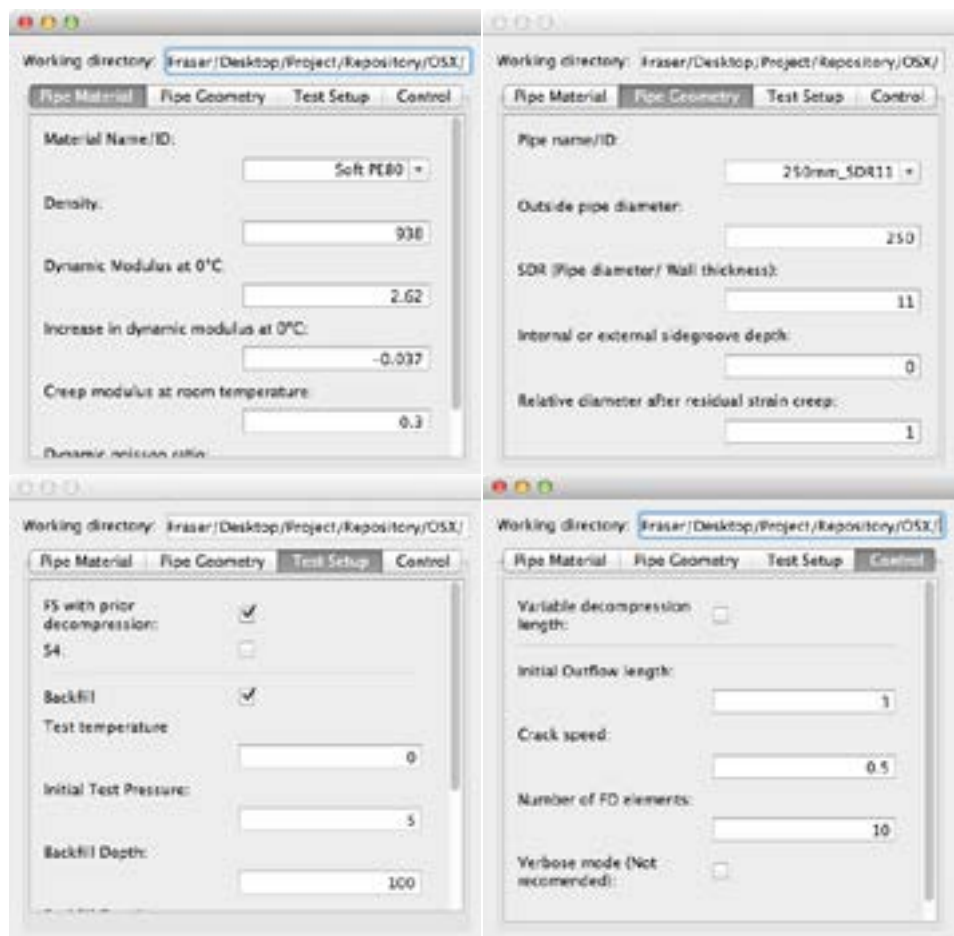 Working directory: Fraser/Desktop/Project/Repository/OSX/
Pipe Material Pipe Geometry Test Setup Control
Material Name/ID:
Soft PE80
Density:
938
Dynamic Modulus at 0°C:
2.62
Increase in dynamic modulus at 0°C:
-0.037
Creep modulus at room temperature:
0.3
Dynamic poisson ratio:
Working directory: Fraser/Desktop/Project/Repository/OSX/
Pipe Material Pipe Geometry Test Setup Control
Pipe name/ID:
250mm_SDR11
Outside pipe diameter:
250
SDR (Pipe diameter/ Wall thickness):
11
Internal or external sidegroove depth:
0
Relative diameter after residual strain creep:
1
Working directory: Fraser/Desktop/Project/Repository/OSX/
Pipe Material Pipe Geometry Test Setup Control
FS with prior
decompression:
S4:
Backfill
Test temperature
0
Initial Test Pressure:
5
Backfill Depth:
100
Working directory: Fraser/Desktop/Project/Repository/OSX/
Pipe Material Pipe Geometry Test Setup Control
Variable decompression
length:
Initial Outflow length:
Crack speed:
0.5
Number of FD elements:
10
Verbose mode (Not
recomended):